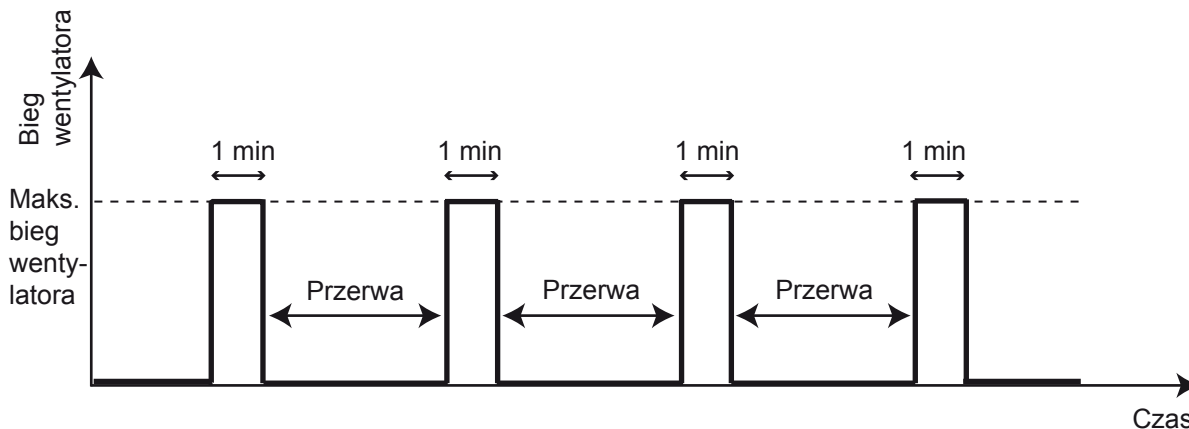 Bieg
wentylatora
1 min
1 min
1 min
1 min
Maks.
bieg
wenty-
latora
Przerwa
Przerwa
Przerwa
Czas